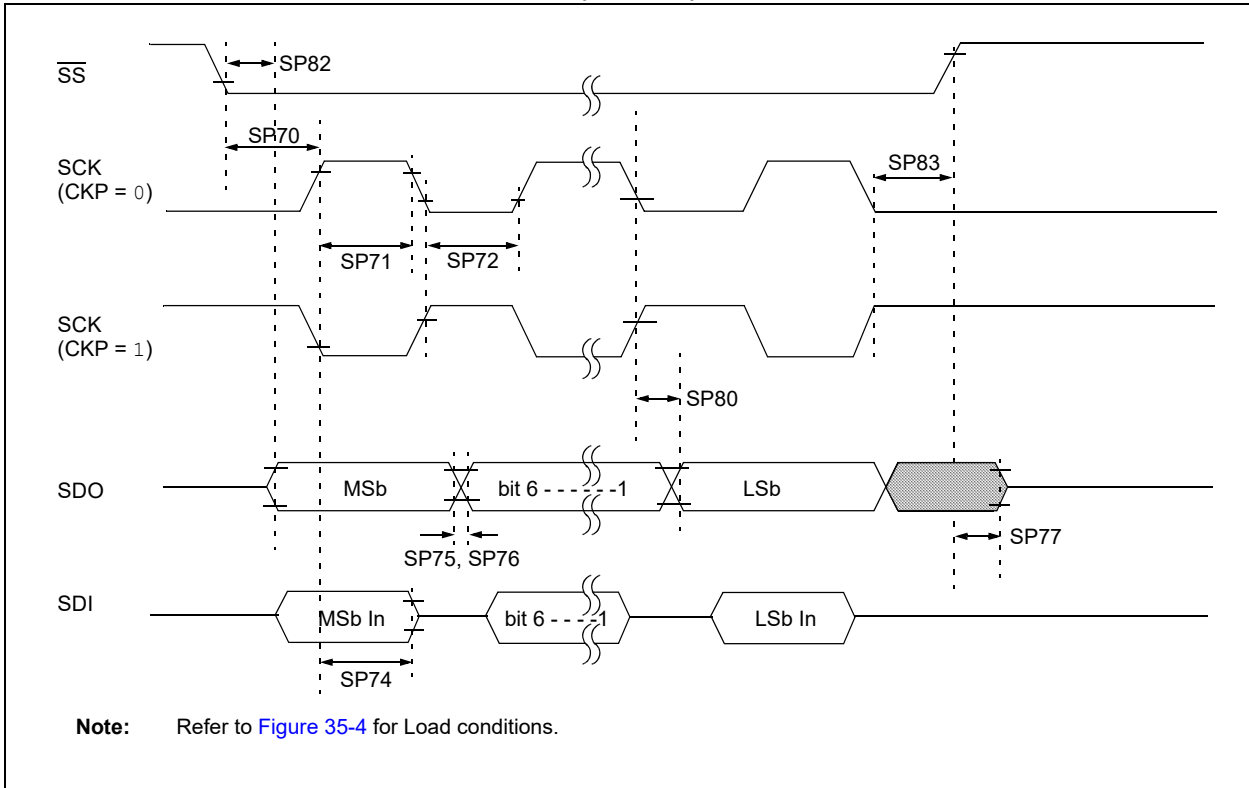 SS
SP82
SP70
SCK
(CKP = 0)
SP83
SP71
SP72
SCK
(CKP = 1)
SP80
SDO
MSb
bit 6 - - - - - -1
LSb
SP77
SP75, SP76
SDI
MSb In
bit 6 - - - -1
LSb In
SP74
Note: Refer to Figure 35-4 for Load conditions.